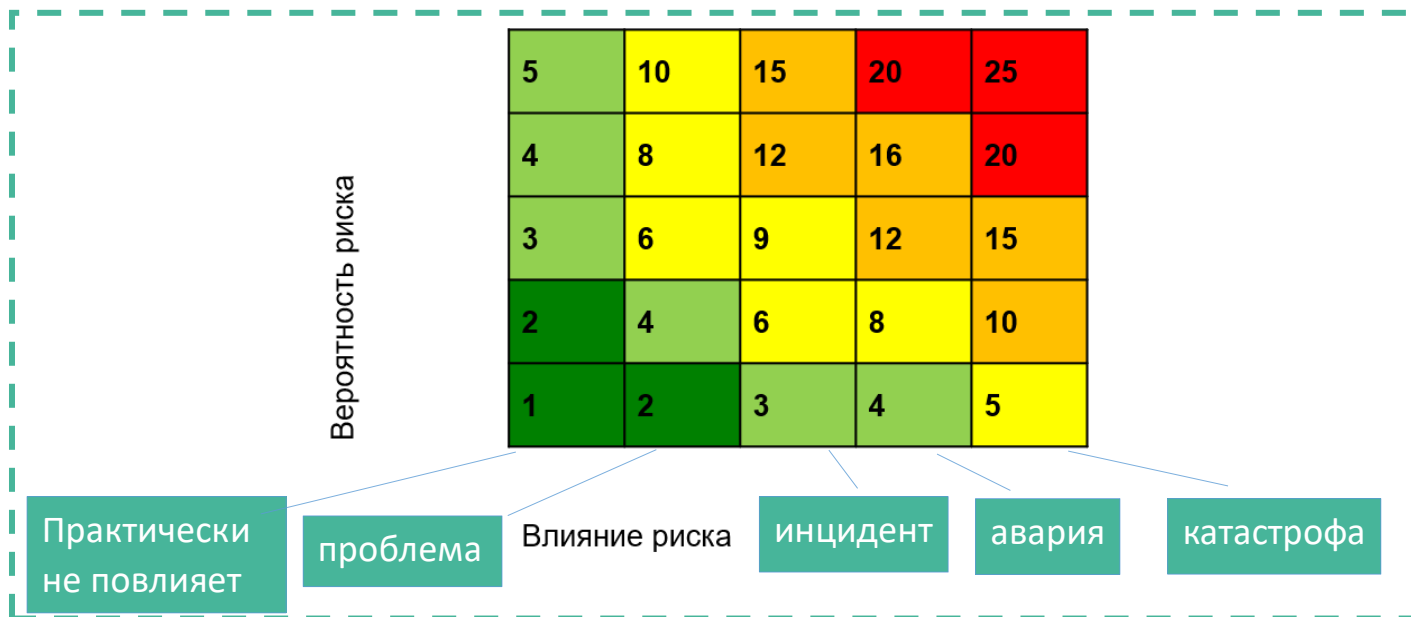 5 10 15 20 25
4 8 12 16 20
3 6 9 12 15
2 4 6 8 10
1 2 3 4 5
Вероятность риска
Практически
не повлияет
проблема
Влияние риска
инцидент
авария
катастрофа